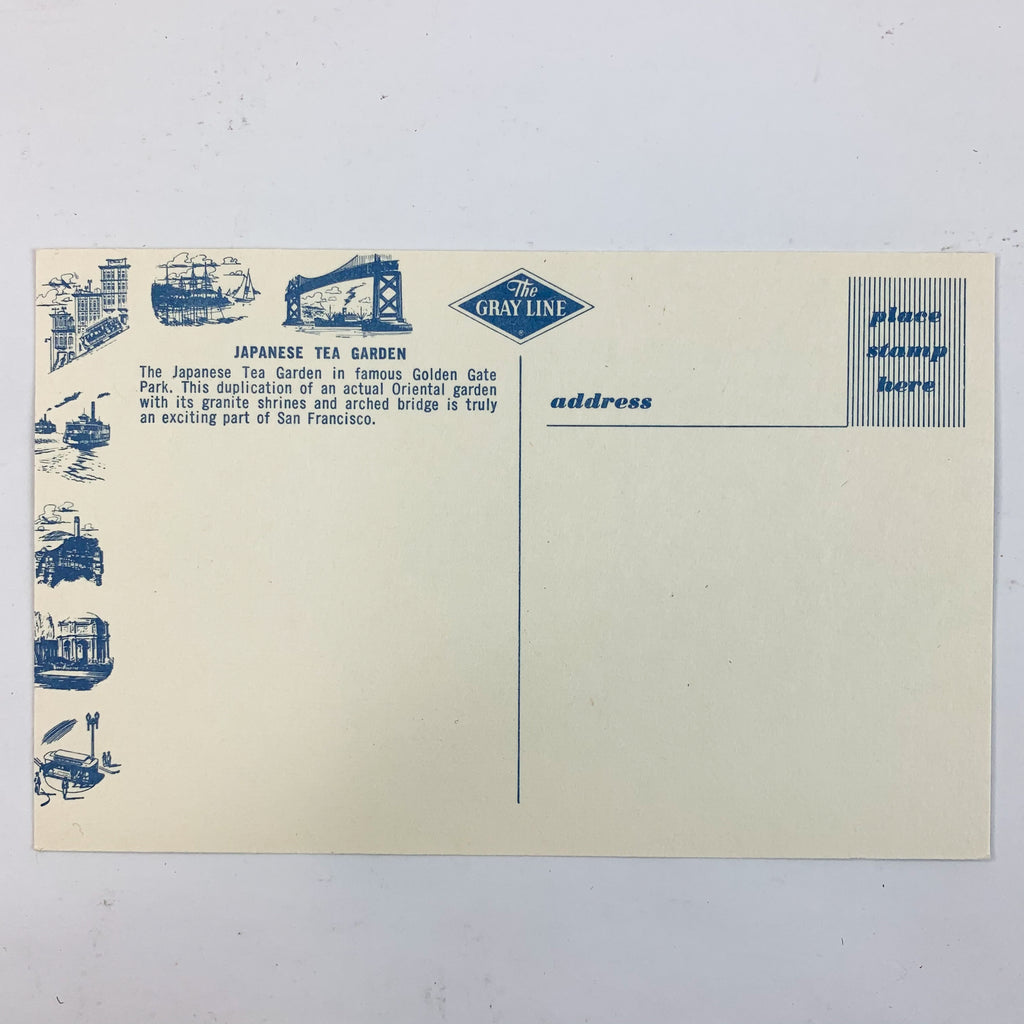 The
GRAY LINE
®
JAPANESE TEA GARDEN
The Japanese Tea Garden in famous Golden Gate
Park. This duplication of an actual Oriental garden
with its granite shrines and arched bridge is truly
an exciting part of San Francisco.
place
stamp
here
address